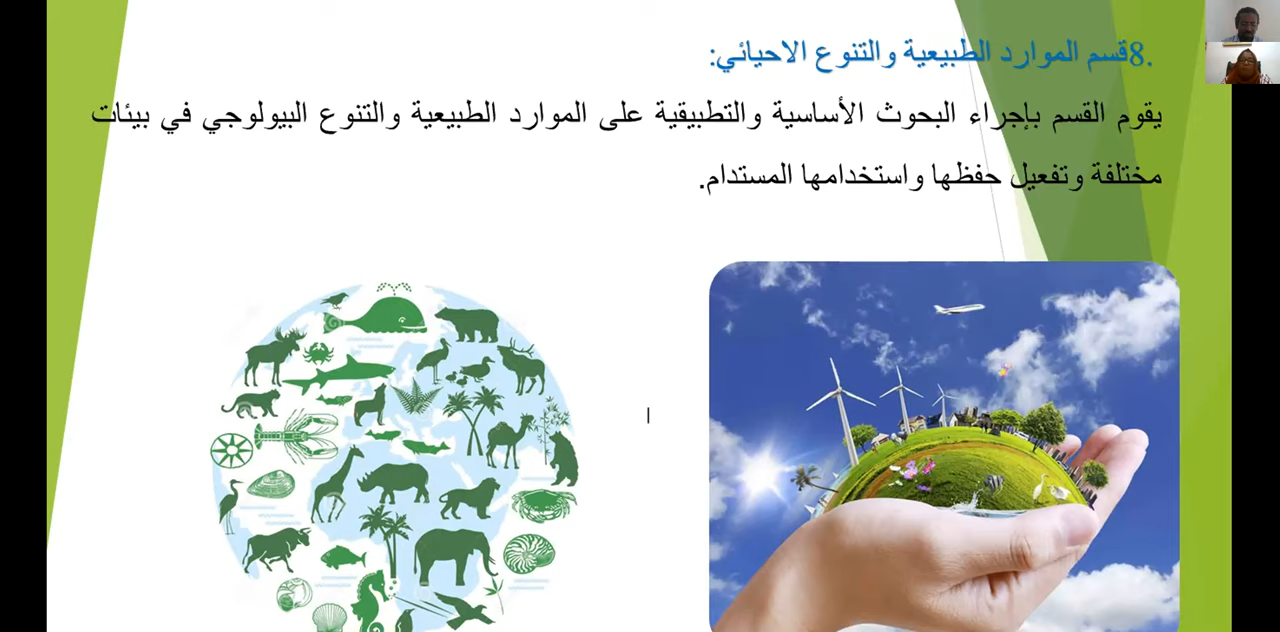 .8قسم الموارد الطبيعية والتنوع الاحيائي:
يقوم القسم بإجراء البحوث الأساسية والتطبيقية على الموارد الطبيعية والتنوع البيولوجي في بيئات
مختلفة وتفعيل حفظها واستخدامها المستدام.